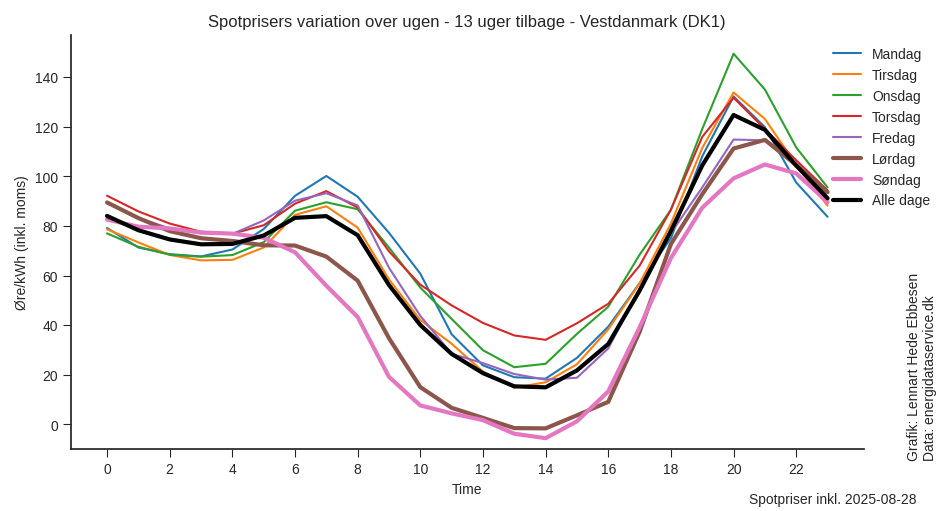 Spotprisers variation over ugen - 13 uger tilbage - Vestdanmark (DK1)
Øre/kWh (inkl. moms)
140
120
100
80
60
40
20
0
0 2 4 6 8 10 12 14 16 18 20 22
Time
Mandag
Tirsdag
Onsdag
Torsdag
Fredag
Lørdag
Søndag
Alle dage
Grafik: Lennart Hede Ebbesen
Data: energidataservice.dk
Spotpriser inkl. 2025-08-28